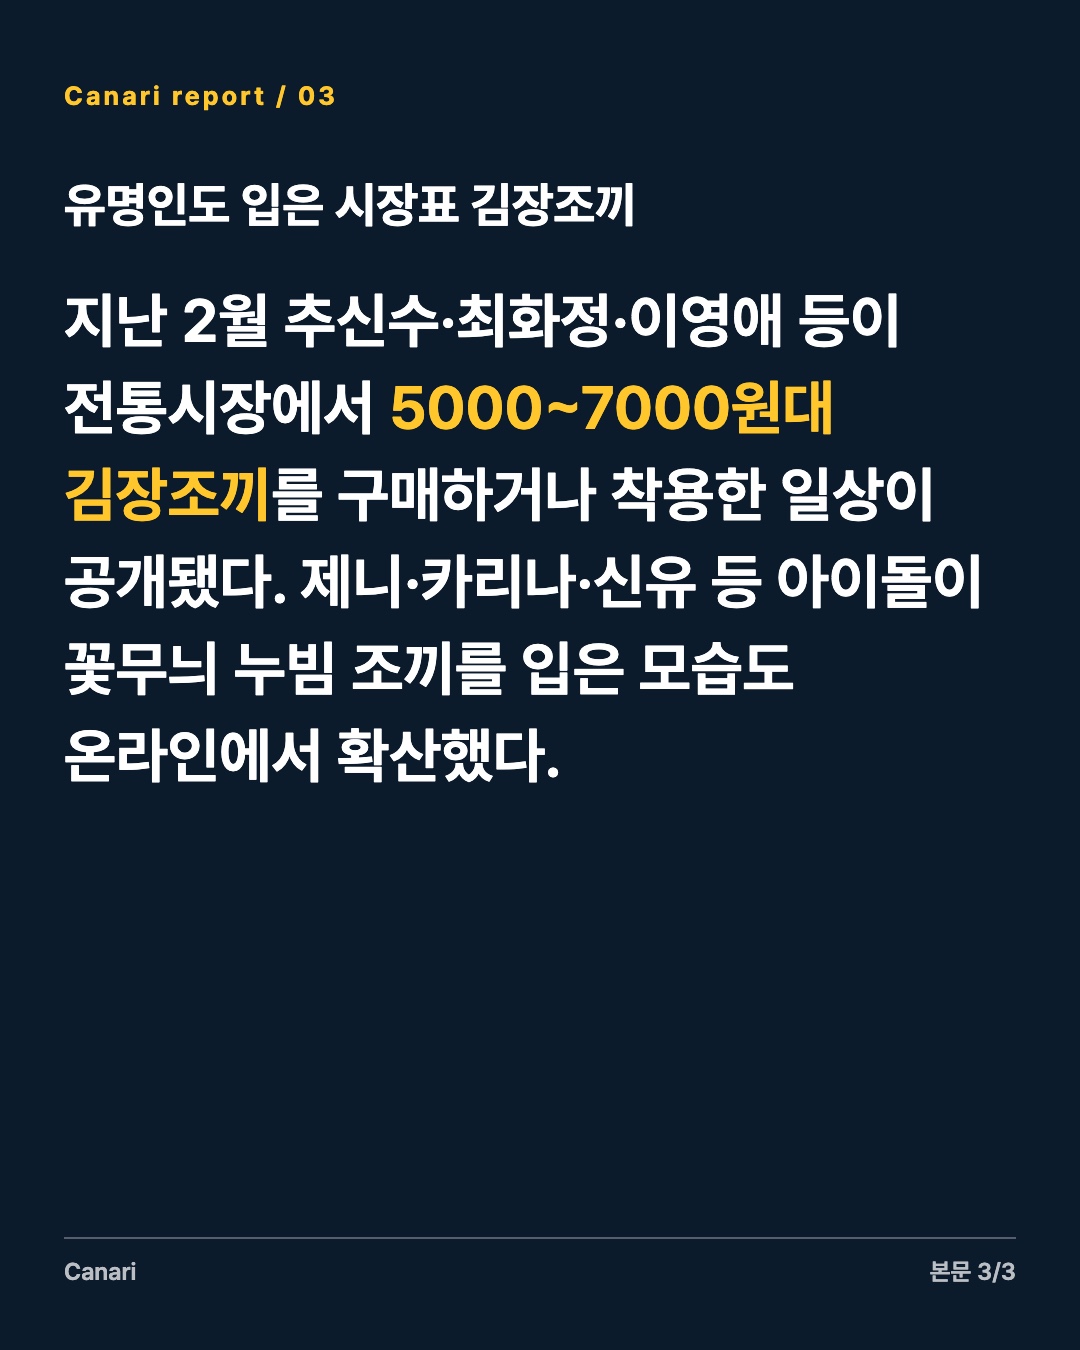 Canari report / 03
유명인도 입은 시장표 김장조끼
지난 2월 추신수·최화정·이영애 등이
전통시장에서 5000~7000원대
김장조끼를 구매하거나 착용한 일상이
공개됐다. 제니·카리나·신유 등 아이돌이
꽃무늬 누빔 조끼를 입은 모습도
온라인에서 확산했다.
Canari
본문 3/3